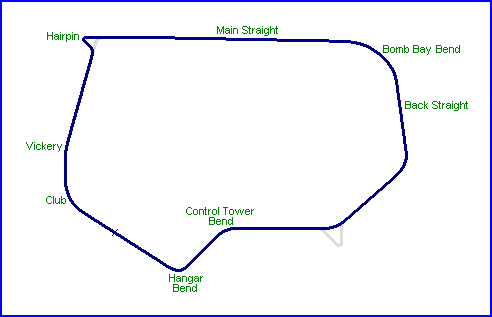 Hairpin
Main Straight
Bomb Bay Bend
Back Straight
Vickery
Club
Control Tower
Bend
Hangar
Bend